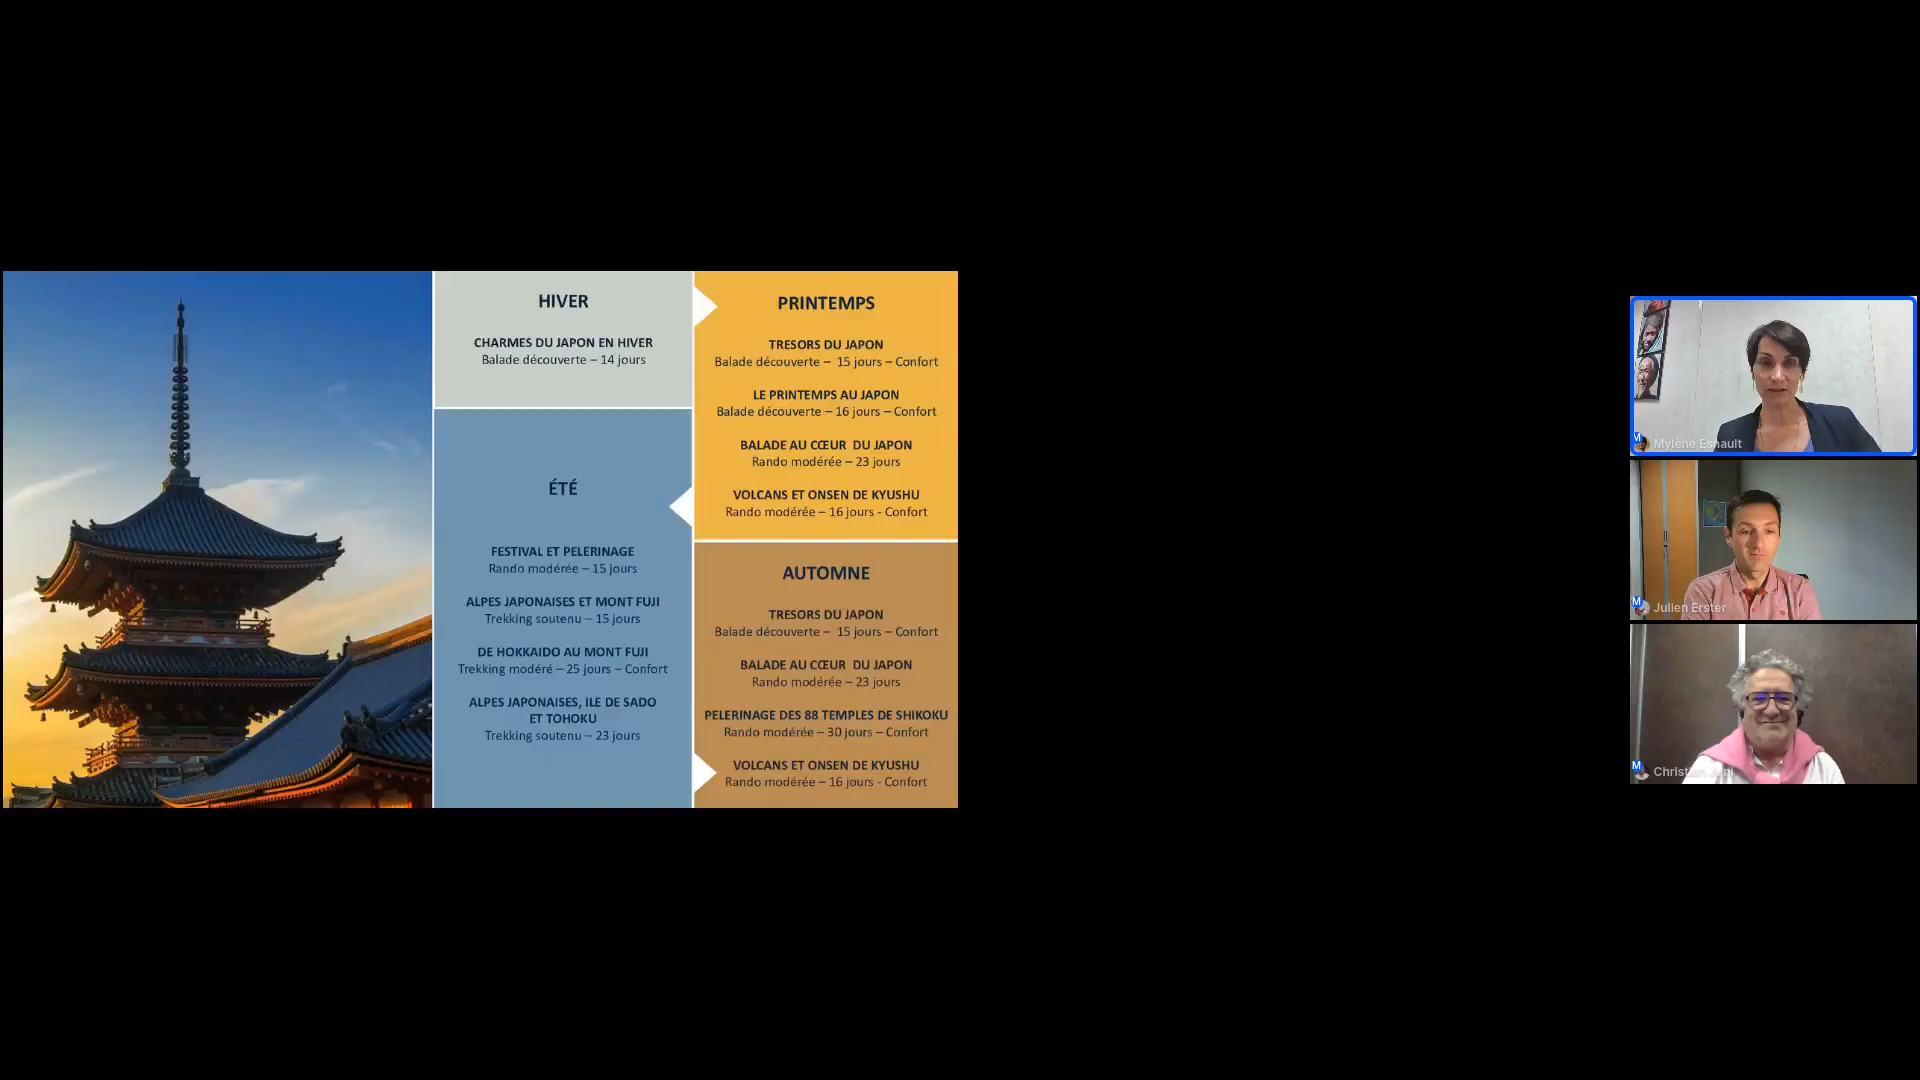 HIVER
CHARMES DU JAPON EN HIVER
Balade découverte – 14 jours
ÉTÉ
FESTIVAL ET PELERINAGE
Rando modérée – 15 jours
ALPES JAPONAISES ET MONT FUJI
Trekking soutenu – 15 jours
DE HOKKAIDO AU MONT FUJI
Trekking modéré – 25 jours – Confort
ALPES JAPONAISES, ILE DE SADO
ET TOHOKU
Trekking soutenu – 23 jours
PRINTEMPS
TRESORS DU JAPON
Balade découverte – 15 jours – Confort
LE PRINTEMPS AU JAPON
Balade découverte – 16 jours – Confort
BALADE AU CŒUR DU JAPON
Rando modérée – 23 jours
VOLCANS ET ONSEN DE KYUSHU
Rando modérée – 16 jours - Confort
AUTOMNE
TRESORS DU JAPON
Balade découverte – 15 jours – Confort
BALADE AU CŒUR DU JAPON
Rando modérée – 23 jours
PELERINAGE DES 88 TEMPLES DE SHIKOKU
Rando modérée – 30 jours – Confort
VOLCANS ET ONSEN DE KYUSHU
Rando modérée – 16 jours - Confort
M
Mylène Esnault
M
Julien Erster
M